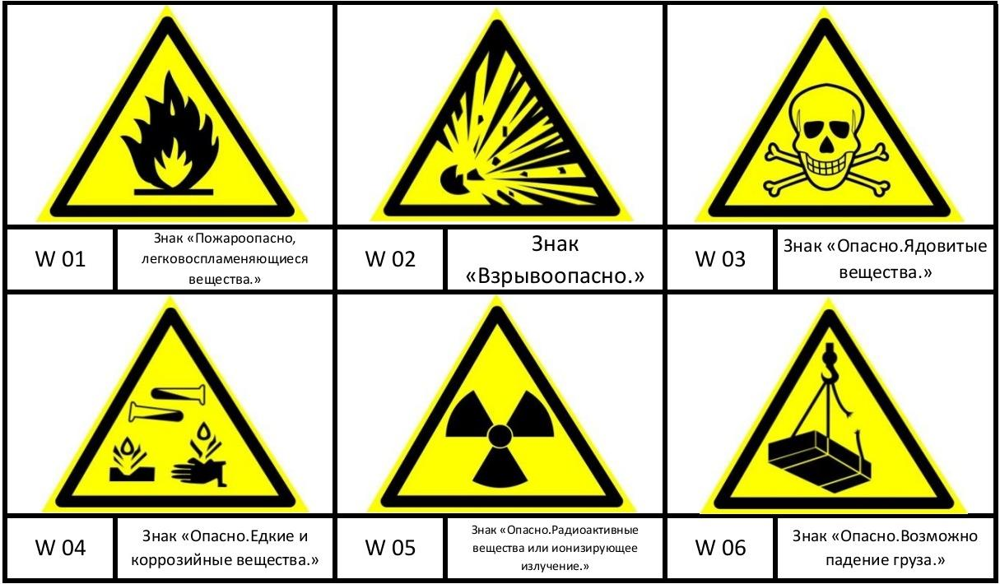 W 01
Знак «Пожароопасно,
легковоспламеняющиеся
вещества.»
W 02
Знак
«Взрывоопасно.»
W 03
Знак «Опасно.Ядовитые
вещества.»
W 04
Знак «Опасно.Едкие и
коррозийные вещества.»
W 05
Знак «Опасно.Радиоактивные
вещества или ионизирующее
излучение.»
W 06
Знак «Опасно.Возможно
падение груза.»